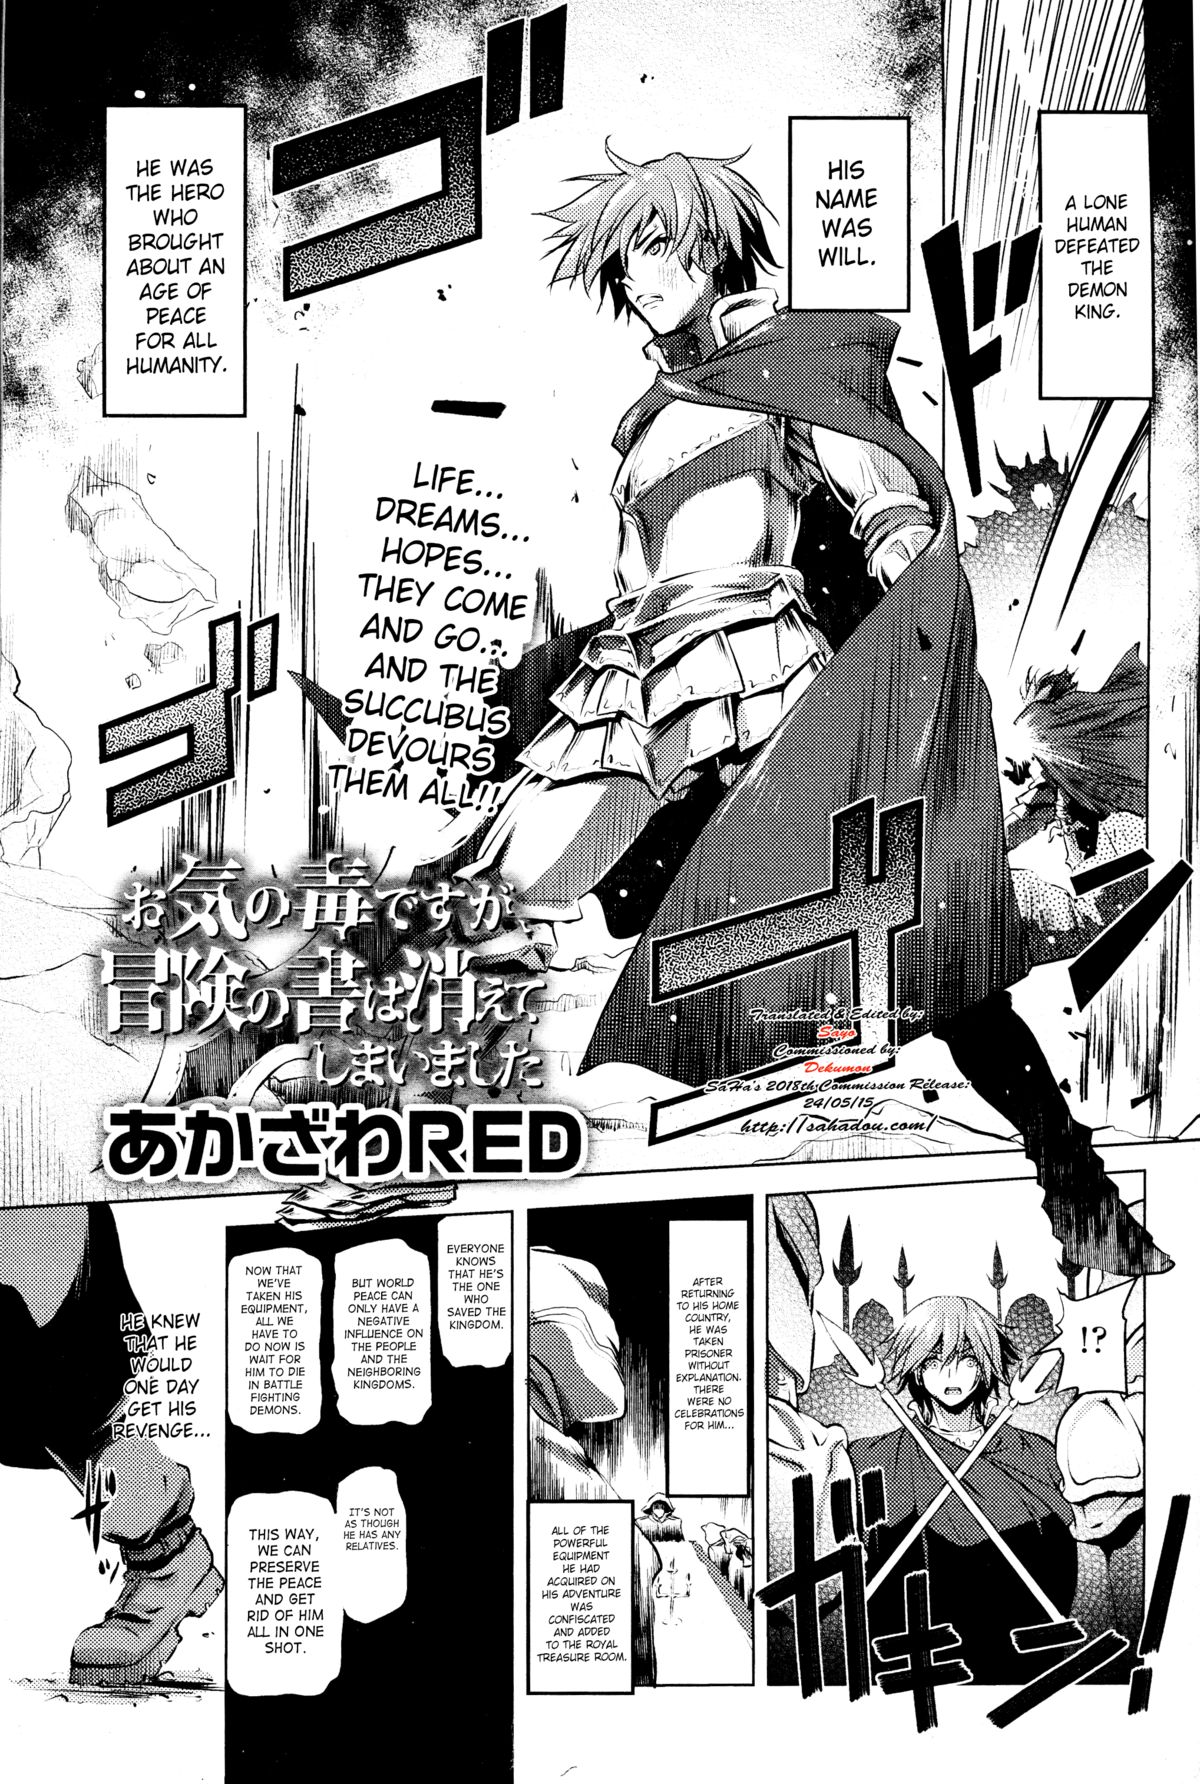 A LONE
HUMAN
DEFEATED
THE
DEMON
KING.
HIS
NAME
WAS
WILL.
HE WAS
THE HERO
WHO
BROUGHT
ABOUT AN
AGE OF
PEACE
FOR ALL
HUMANITY.
ゴ
ド
ゴ
ゴ
LIFE...
DREAMS...
HOPES...
THEY COME
AND GO...
AND THE
SUCCUBUS
DEVOURS
THEM ALL!!
お気の毒ですが、
冒険の書は消えて
しまいました
あかざわRED
Translated & Edited by:
Sayo
Commissioned by:
Dekumon
SaHa's 2018th Commission Release:
24/05/15
http://sahadou.com/
!?
ガキン!
AFTER
RETURNING
TO HIS HOME
COUNTRY,
HE WAS
TAKEN
PRISONER
WITHOUT
EXPLANATION.
THERE
WERE NO
CELEBRATIONS
FOR HIM...
ALL OF THE
POWERFUL
EQUIPMENT
HE HAD
ACQUIRED ON
HIS ADVENTURE
WAS
CONFISCATED
AND ADDED
TO THE ROYAL
TREASURE ROOM.
EVERYONE
KNOWS
THAT HE'S
THE ONE
WHO
SAVED THE
KINGDOM.
BUT WORLD
PEACE CAN
ONLY HAVE A
NEGATIVE
INFLUENCE ON
THE PEOPLE
AND THE
NEIGHBORING
KINGDOMS.
NOW THAT
WE'VE
TAKEN HIS
EQUIPMENT,
ALL WE
HAVE TO
DO NOW IS
WAIT FOR
HIM TO DIE
IN BATTLE
FIGHTING
DEMONS.
IT'S NOT
AS THOUGH
HE HAS ANY
RELATIVES.
THIS WAY,
WE CAN
PRESERVE
THE PEACE
AND GET
RID OF HIM
ALL IN ONE
SHOT.
HE KNEW
THAT HE
WOULD
ONE DAY
GET HIS
REVENGE...